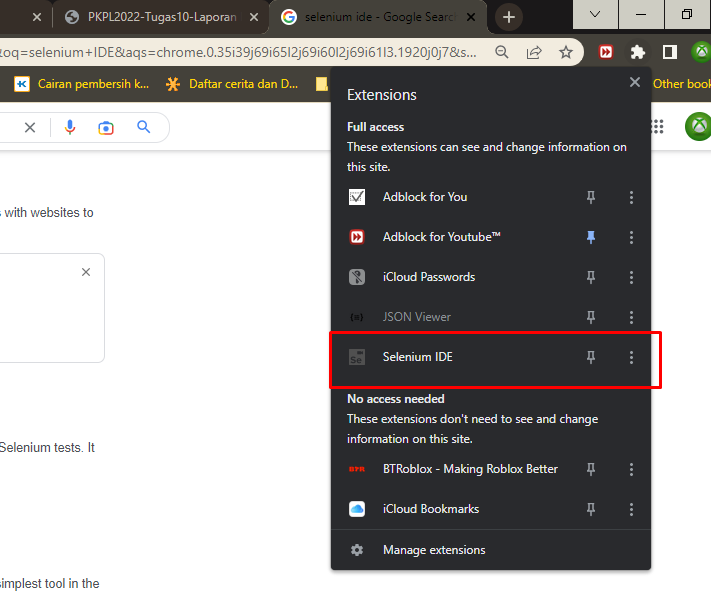 PKPL2022-Tugas10-Laporan
selenium ide - Google Searc
&oq=selenium+IDE&aqs=chrome.0.35i39j69i65l2j69i60l2j69i61l3.1920j0j7&s...
Cairan pembersih k...
Daftar cerita dan D...
Other book
Extensions
Full access
These extensions can see and change information on
this site.
s with websites to
Adblock for You
Adblock for Youtube™
iCloud Passwords
JSON Viewer
Se
Selenium IDE
No access needed
These extensions don't need to see and change
information on this site.
Selenium tests. It
BTR
BTRoblox - Making Roblox Better
iCloud Bookmarks
Manage extensions
simplest tool in the